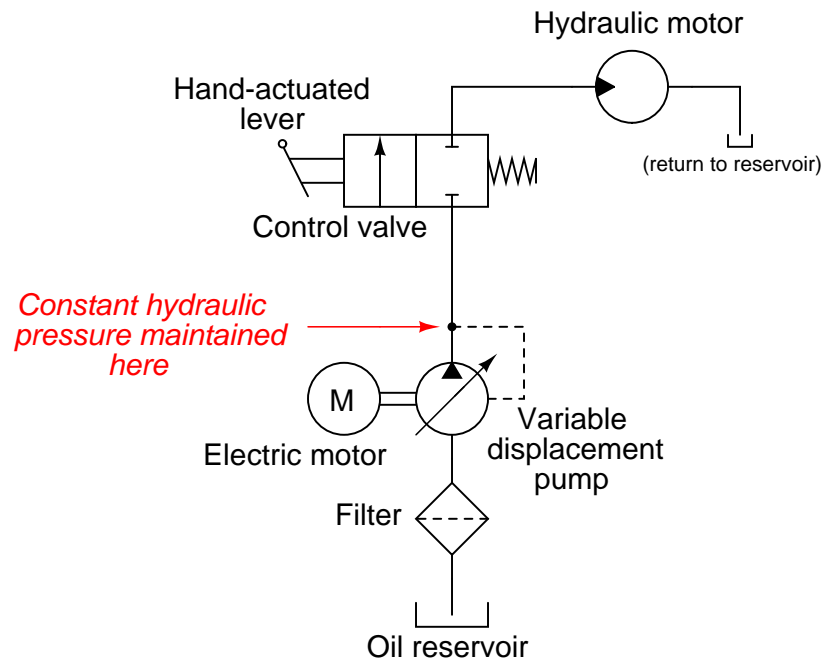 Hydraulic motor
Hand-actuated
lever
(return to reservoir)
Control valve
Constant hydraulic
pressure maintained
here
M
Variable
displacement
pump
Electric motor
Filter
Oil reservoir